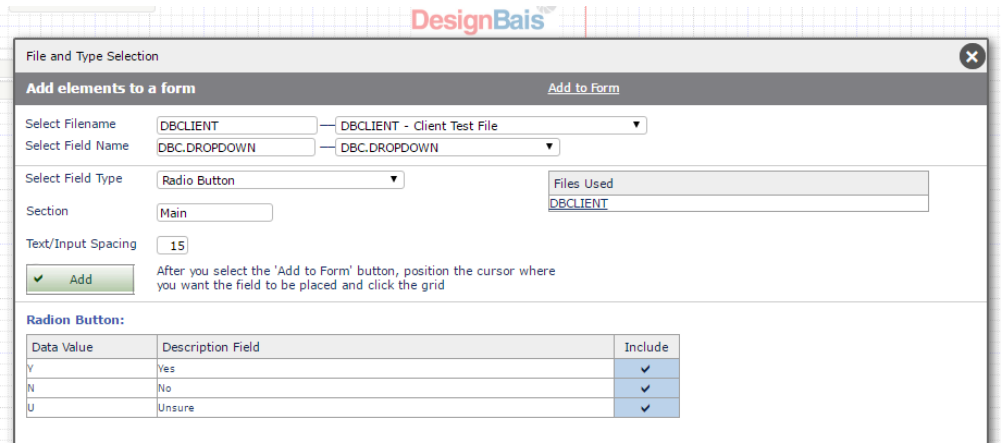 DesignBais
File and Type Selection
Add elements to a form Add to Form
Select Filename DBCLIENT DBCLIENT - Client Test File
Select Field Name DBC.DROPDOWN DBC.DROPDOWN
Select Field Type Radio Button Files Used
DBCLIENT
Section Main
Text/Input Spacing 15
Add After you select the 'Add to Form' button, position the cursor where
you want the field to be placed and click the grid
Radion Button:
Data Value Description Field Include
Y Yes
N No
U Unsure